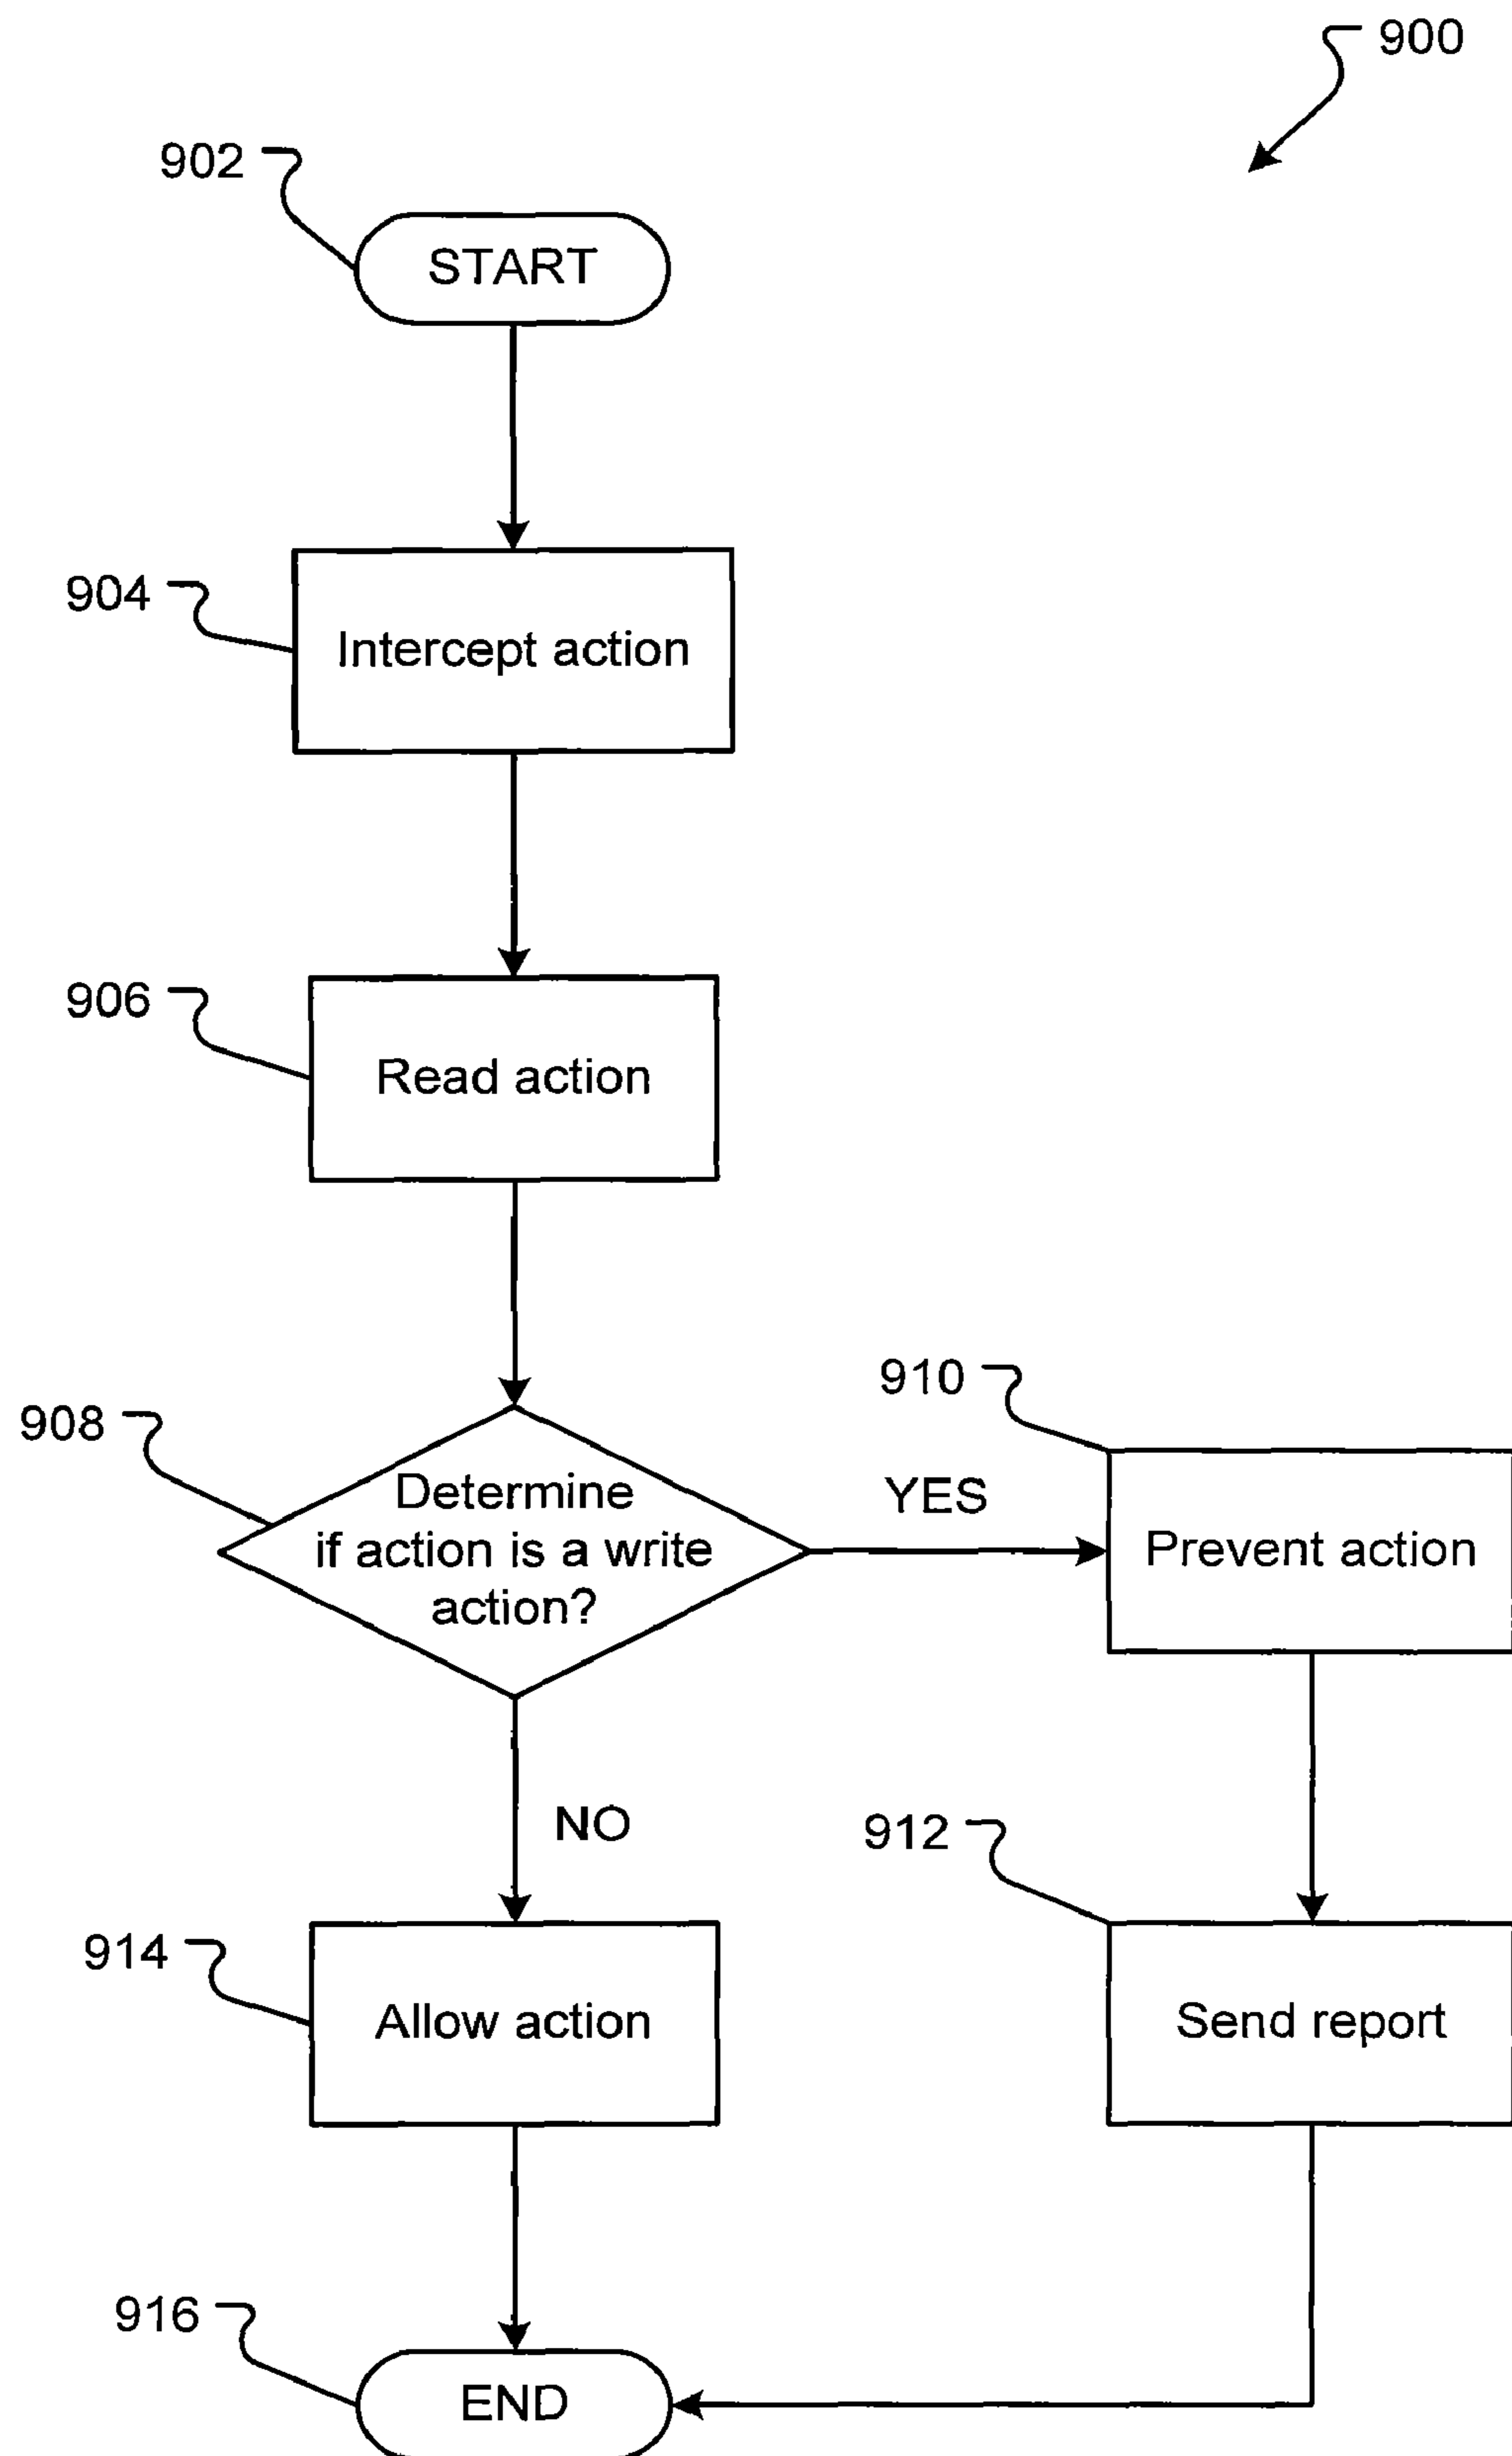 900
902
START
904
Intercept action
906
Read action
908
Determine
if action is a write
action?
YES
910
Prevent action
NO
912
Send report
914
Allow action
916
END